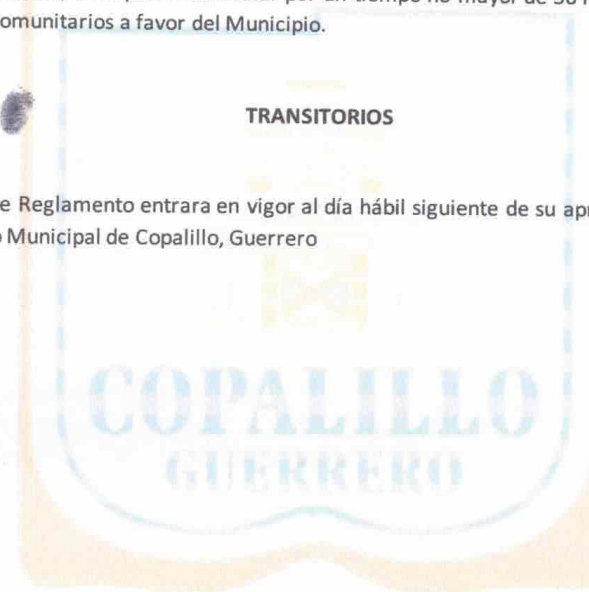 omunitarios a favor del Municipio.
TRANSITORIOS
e Reglamento entrara en vigor al día hábil siguiente de su apr
o Municipal de Copalillo, Guerrero
COPALILLO
GUERRERO